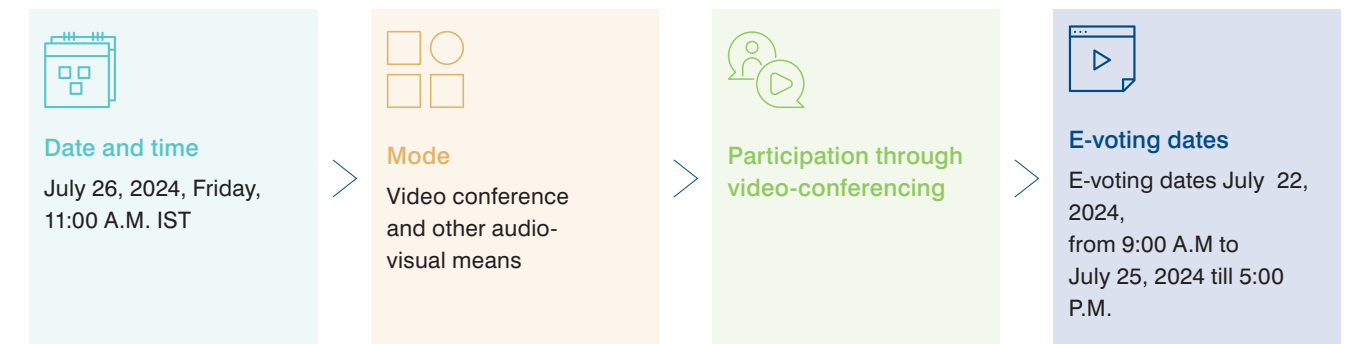 Date and time
July 26, 2024, Friday,
11:00 A.M. IST
Mode
Video conference
and other audio-
visual means
Participation through
video-conferencing
E-voting dates
E-voting dates July 22,
2024,
from 9:00 A.M to
July 25, 2024 till 5:00
P.M.